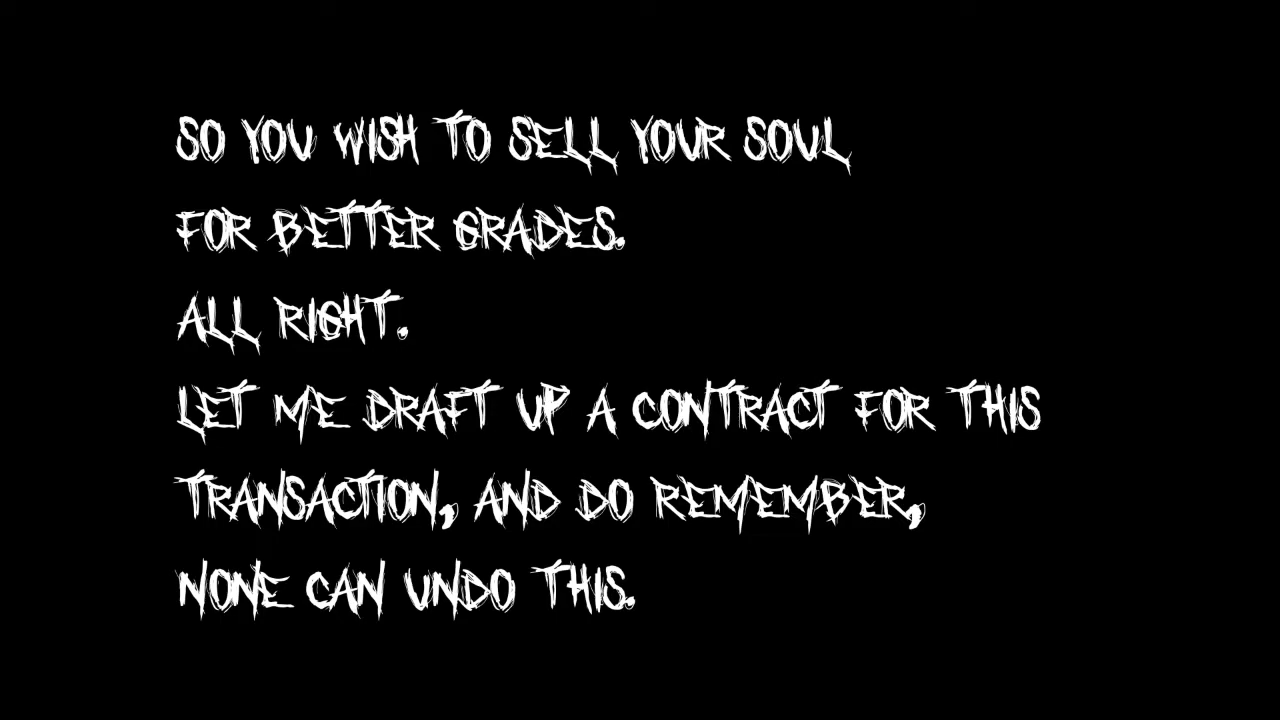 SO YOU WISH TO SELL YOUR SOUL
FOR BETTER GRADES.
ALL RIGHT.
LET ME DRAFT UP A CONTRACT FOR THIS
TRANSACTION, AND DO REMEMBER,
NONE CAN UNDO THIS.